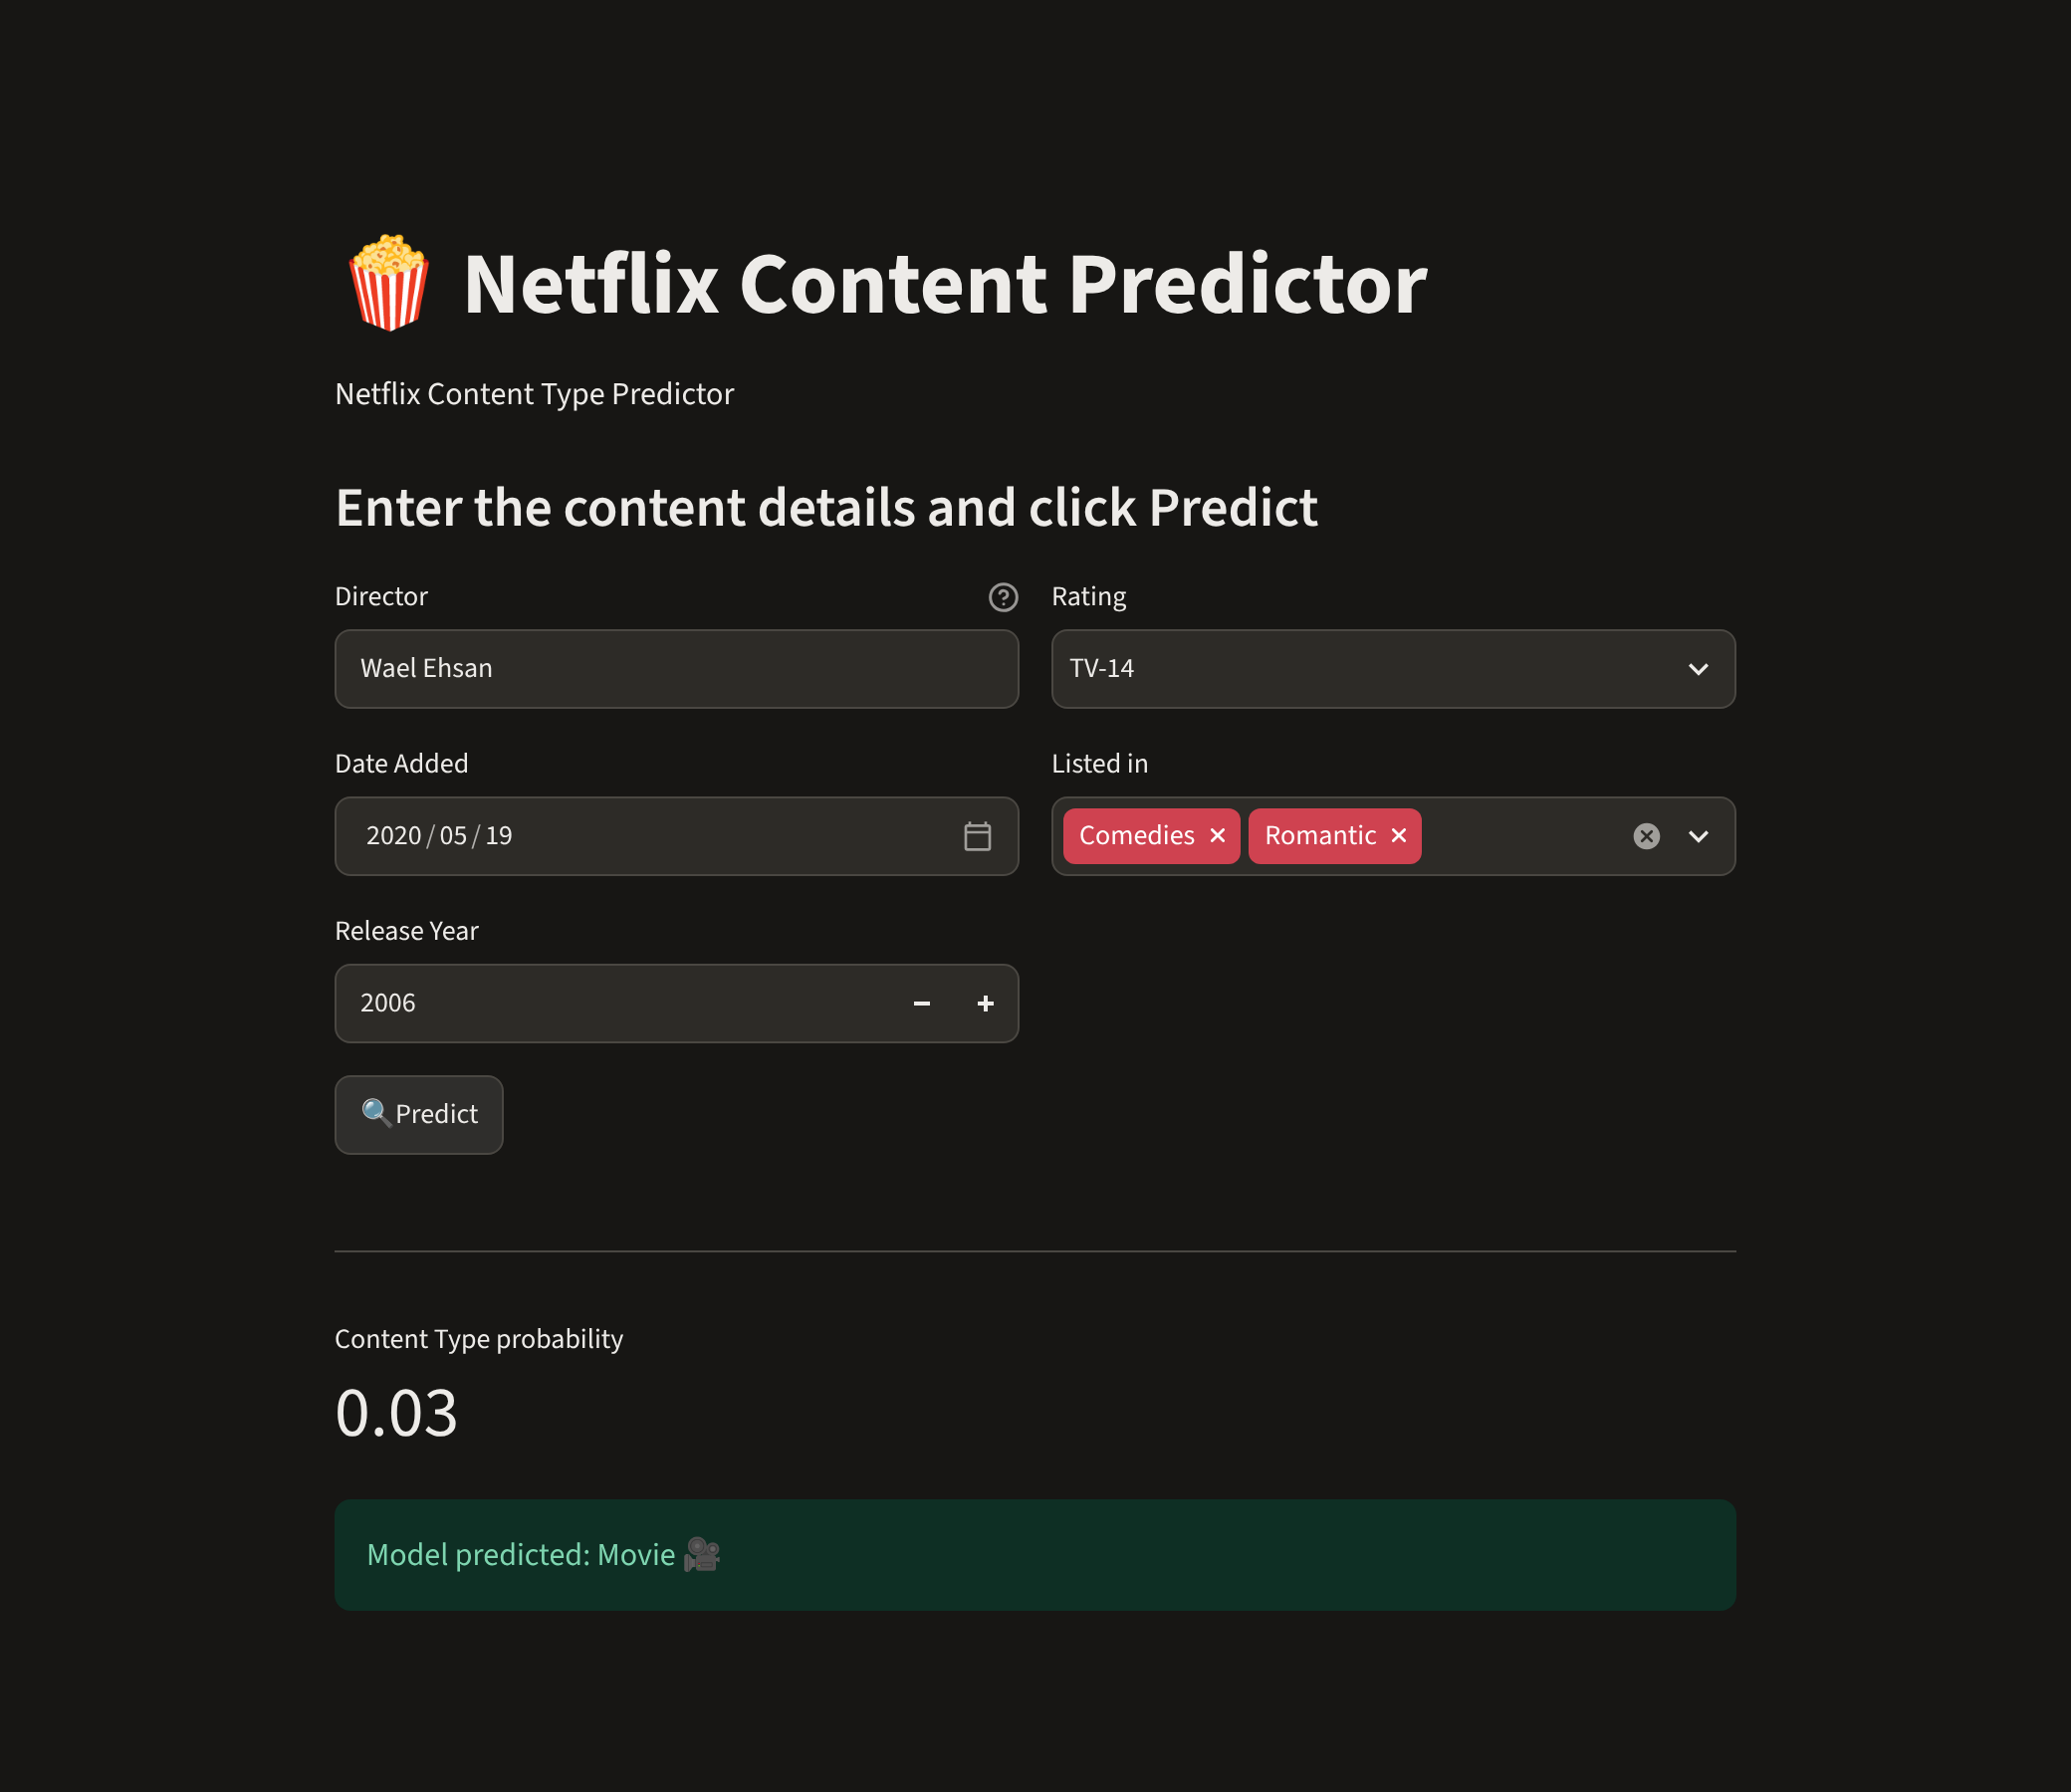 Netflix Content Predictor
Netflix Content Type Predictor
Enter the content details and click Predict
Director
Wael Ehsan
Rating
TV-14
Date Added
2020/05/19
Listed in
Comedies
Romantic
Release Year
2006
Predict
Content Type probability
0.03
Model predicted: Movie